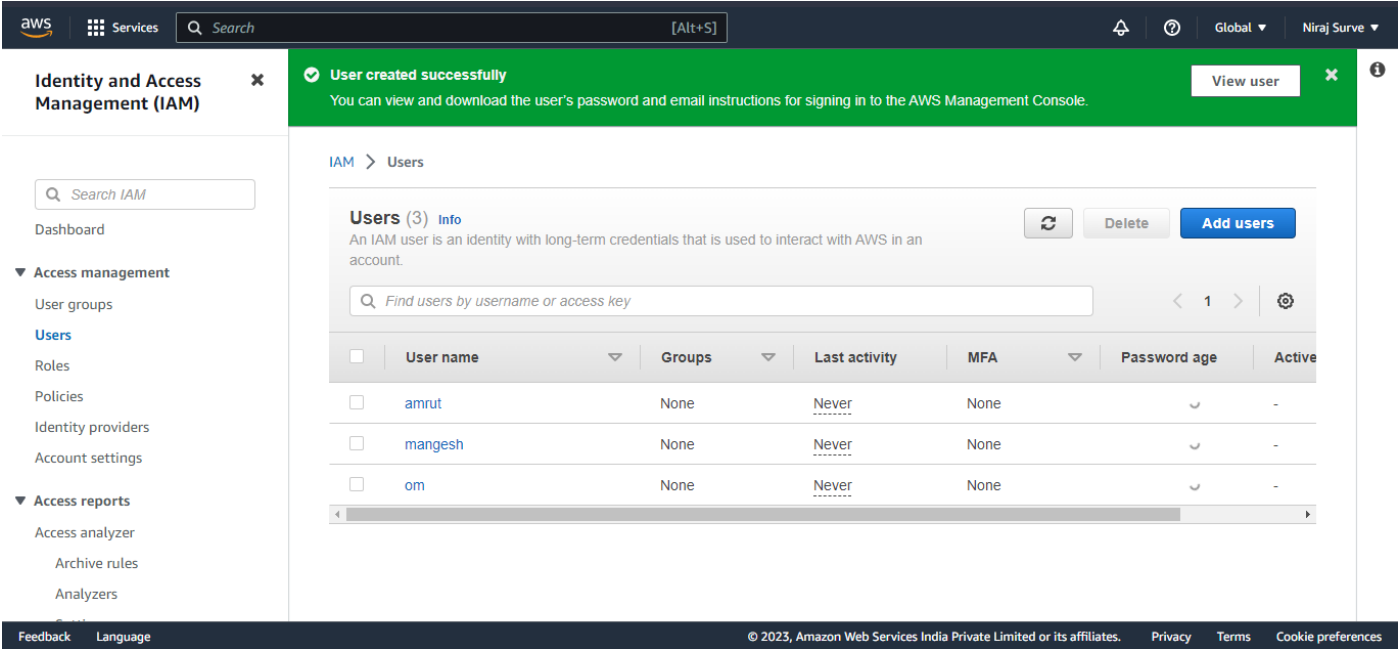 aws Services Search [Alt+S] Global Niraj Surve
Identity and Access
Management (IAM)
Search IAM
Dashboard
Access management
User groups
Users
Roles
Policies
Identity providers
Account settings
Access reports
Access analyzer
Archive rules
Analyzers
User created successfully
You can view and download the user's password and email instructions for signing in to the AWS Management Console.
View user
IAM > Users
Users (3) Info
An IAM user is an identity with long-term credentials that is used to interact with AWS in an
account.
Delete Add users
Find users by username or access key
1
User name Groups Last activity MFA Password age Active
amrut None Never None -
mangesh None Never None -
om None Never None -
Feedback Language © 2023, Amazon Web Services India Private Limited or its affiliates. Privacy Terms Cookie preferences